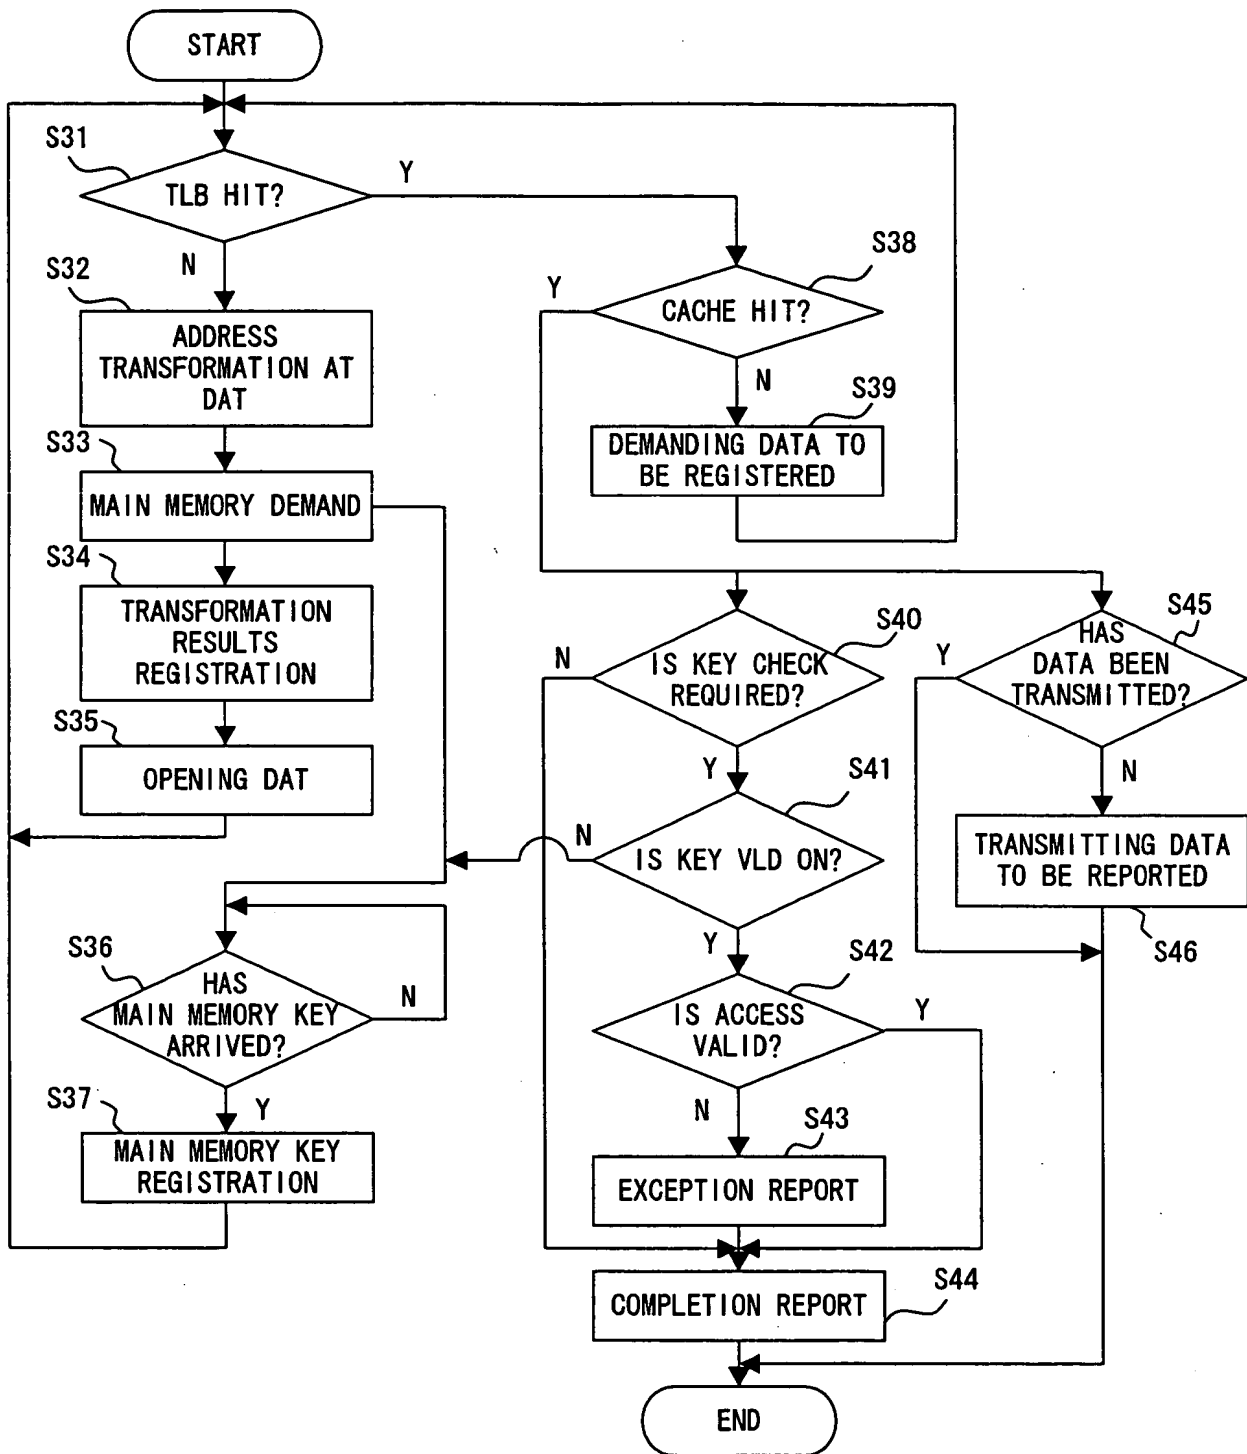 START
S31
TLB HIT?
Y
N
S32
ADDRESS
TRANSFORMATION AT
DAT
S33
MAIN MEMORY DEMAND
S34
TRANSFORMATION
RESULTS
REGISTRATION
S35
OPENING DAT
S36
HAS
MAIN MEMORY KEY
ARRIVED?
N
Y
S37
MAIN MEMORY KEY
REGISTRATION
S38
CACHE HIT?
Y
N
S39
DEMANDING DATA TO
BE REGISTERED
S40
IS KEY CHECK
REQUIRED?
N
Y
S41
IS KEY VLD ON?
N
Y
S42
IS ACCESS
VALID?
Y
N
S43
EXCEPTION REPORT
S44
COMPLETION REPORT
S45
HAS
DATA BEEN
TRANSMITTED?
Y
N
TRANSMITTING DATA
TO BE REPORTED
S46
END